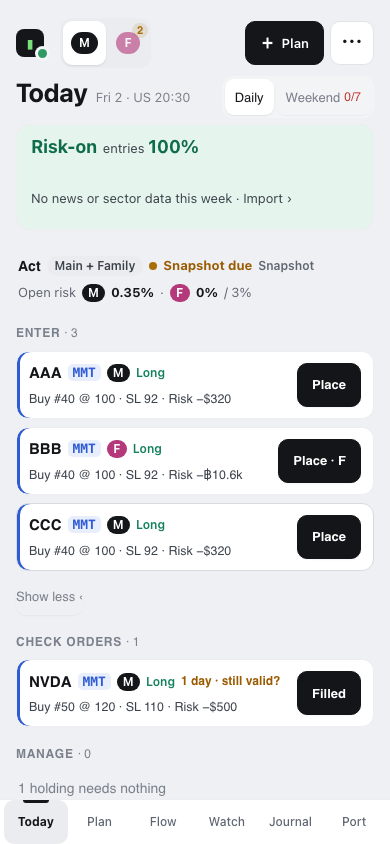 M F 2 + Plan ···
Today Fri 2 · US 20:30 Daily Weekend 0/7
Risk-on entries 100%
No news or sector data this week · Import ›
Act Main + Family Snapshot due Snapshot
Open risk M 0.35% · F 0% / 3%
ENTER · 3
AAA MMT M Long
Buy #40 @ 100 · SL 92 · Risk −$320
Place
BBB MMT F Long
Buy #40 @ 100 · SL 92 · Risk −฿10.6k
Place · F
CCC MMT M Long
Buy #40 @ 100 · SL 92 · Risk −$320
Place
Show less ‹
CHECK ORDERS · 1
NVDA MMT M Long 1 day · still valid?
Buy #50 @ 120 · SL 110 · Risk −$500
Filled
MANAGE · 0
1 holding needs nothing
Today Plan Flow Watch Journal Port